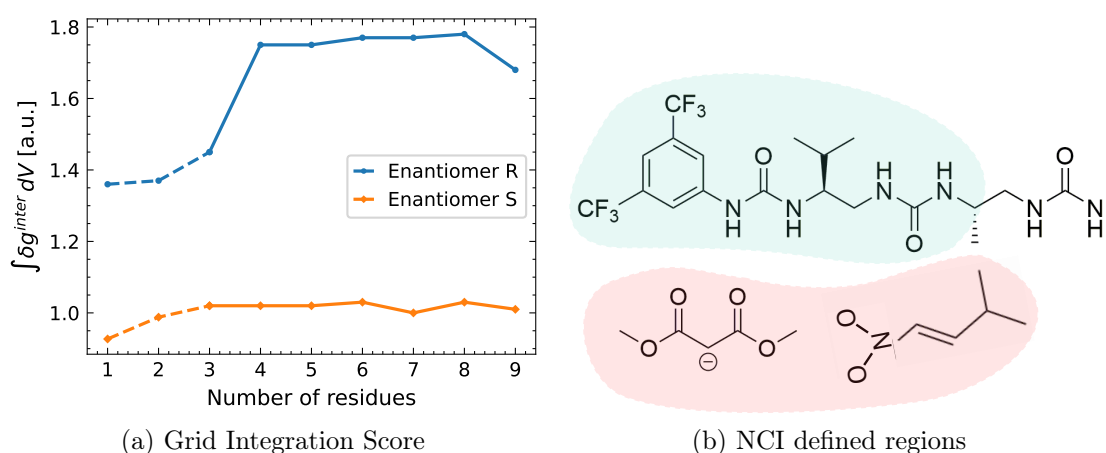 1.8
1.6
1.4
1.2
1.0
∫δg^{inter} dV [a.u.]
Enantiomer R
Enantiomer S
1 2 3 4 5 6 7 8 9
Number of residues
(a) Grid Integration Score
CF3
CF3
O
N
H
N
H
H
N
O
H
N
N
H
O
N
H
O
O
O
O
⊖
O
N
O
(b) NCI defined regions